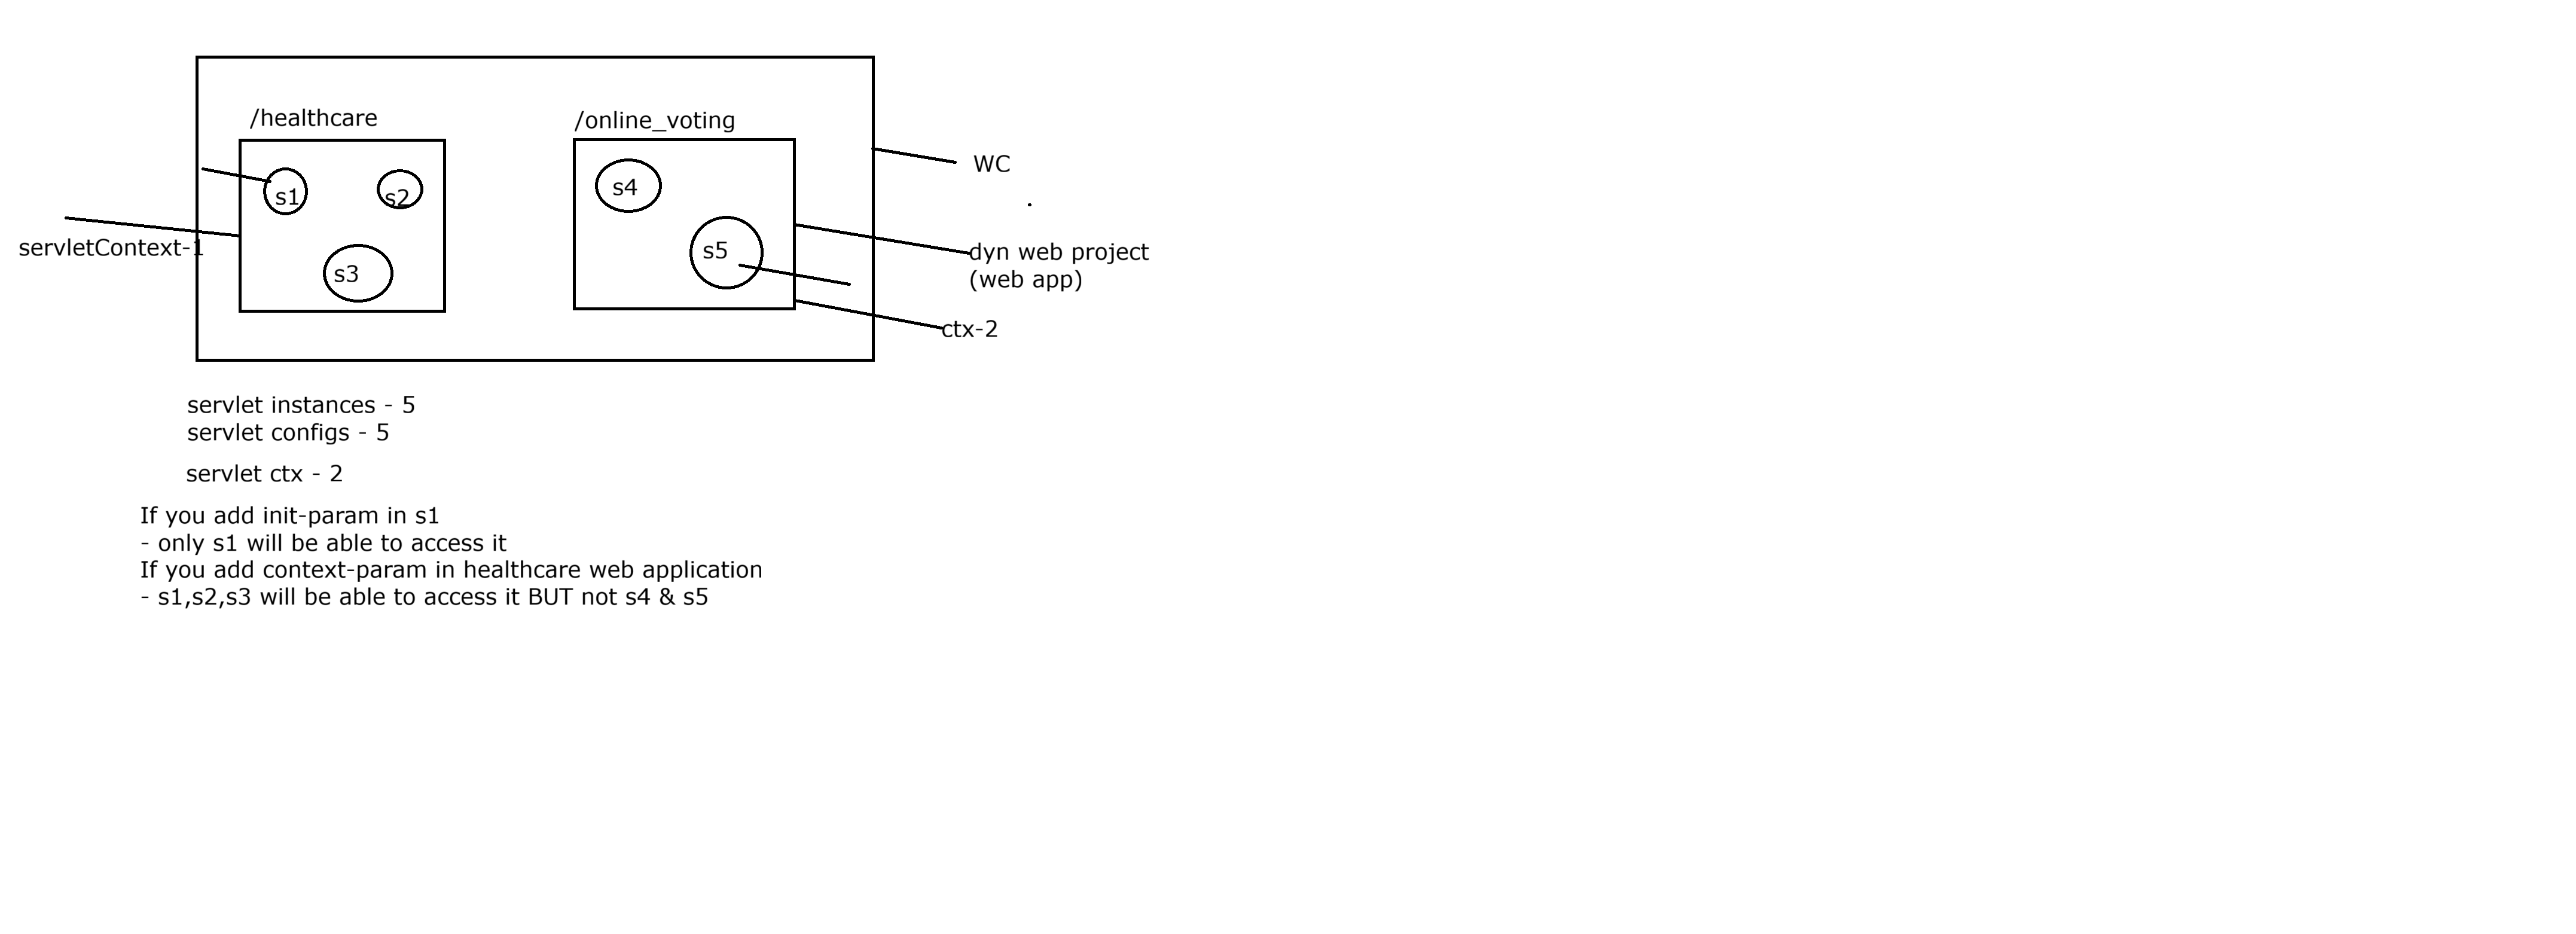 /healthcare
/online_voting
WC
s1
s2
s4
servletContext-1
s3
s5
dyn web project
(web app)
ctx-2
servlet instances - 5
servlet configs - 5
servlet ctx - 2
If you add init-param in s1
- only s1 will be able to access it
If you add context-param in healthcare web application
- s1,s2,s3 will be able to access it BUT not s4 & s5